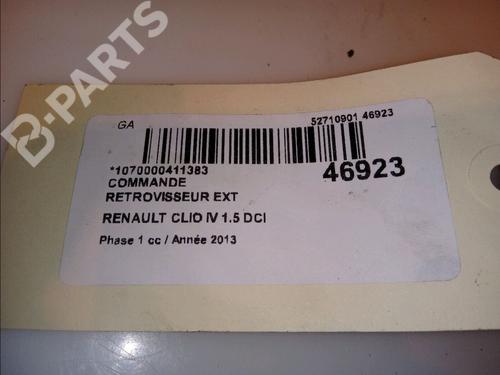 B-PARTS
GA
52710901 46923
*1070000411383
46923
COMMANDE
RETROVISSEUR EXT
RENAULT CLIO IV 1.5 DCI
Phase 1 cc / Année 2013